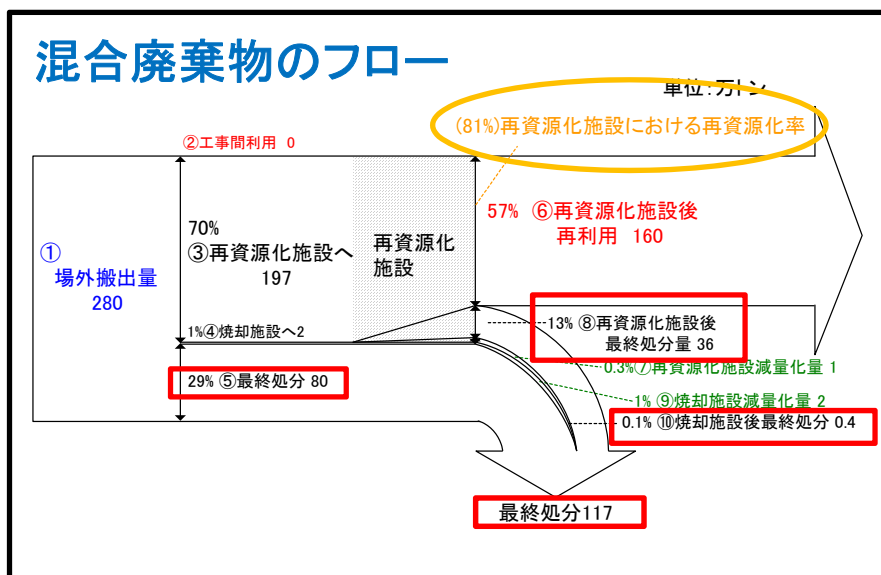 混合廃棄物のフロー
単位:万トン
(81%)再資源化施設における再資源化率
②工事間利用 0
①
場外搬出量
280
70%
③再資源化施設へ
197
再資源化
施設
57% ⑥再資源化施設後
再利用 160
1%④焼却施設へ2
13% ⑧再資源化施設後
最終処分量 36
0.3%⑦再資源化施設減量化量 1
29% ⑤最終処分 80
1% ⑨焼却施設減量化量 2
0.1% ⑩焼却施設後最終処分 0.4
最終処分117